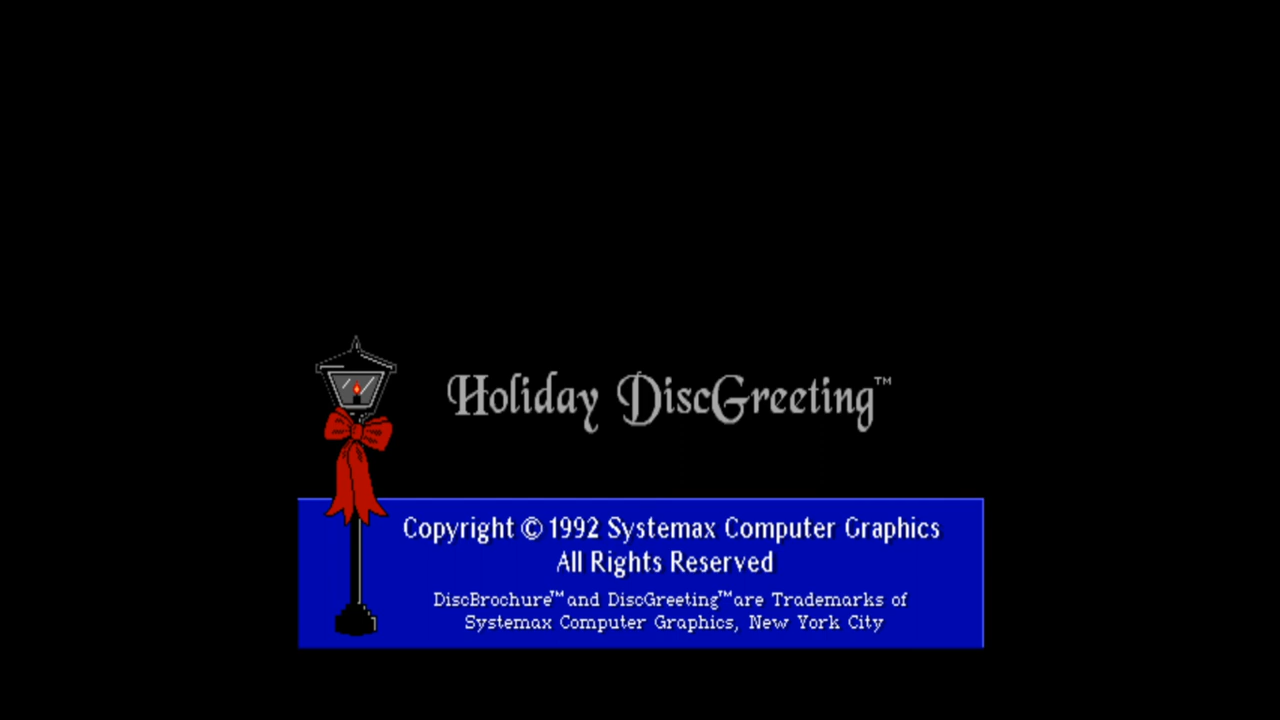 Holiday DiscGreeting™
Copyright © 1992 Systemax Computer Graphics
All Rights Reserved
DiscBrochure™ and DiscGreeting™ are Trademarks of
Systemax Computer Graphics, New York City